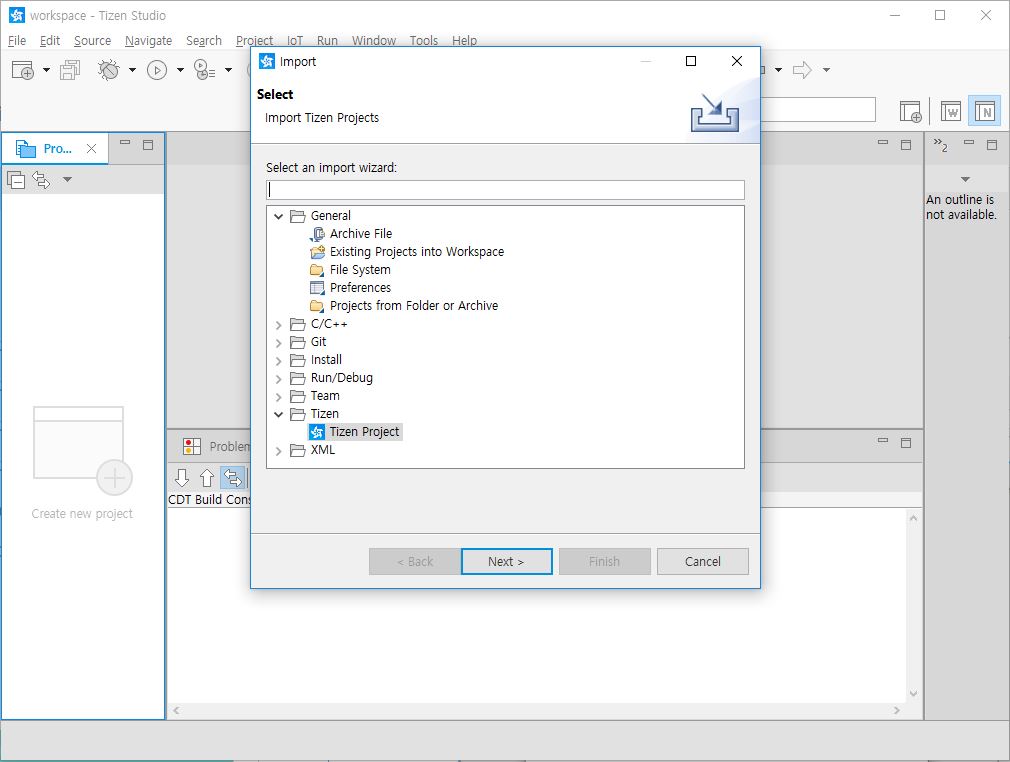 workspace - Tizen Studio
File Edit Source Navigate Search Project IoT Run Window Tools Help
Import
Select
Import Tizen Projects
W
N
Pro...
2
An outline is
not available.
Select an import wizard:
General
Archive File
Existing Projects into Workspace
File System
Preferences
Projects from Folder or Archive
C/C++
Git
Install
Run/Debug
Team
Tizen
Tizen Project
XML
Problem
CDT Build Cons
Create new project
< Back Next > Finish Cancel